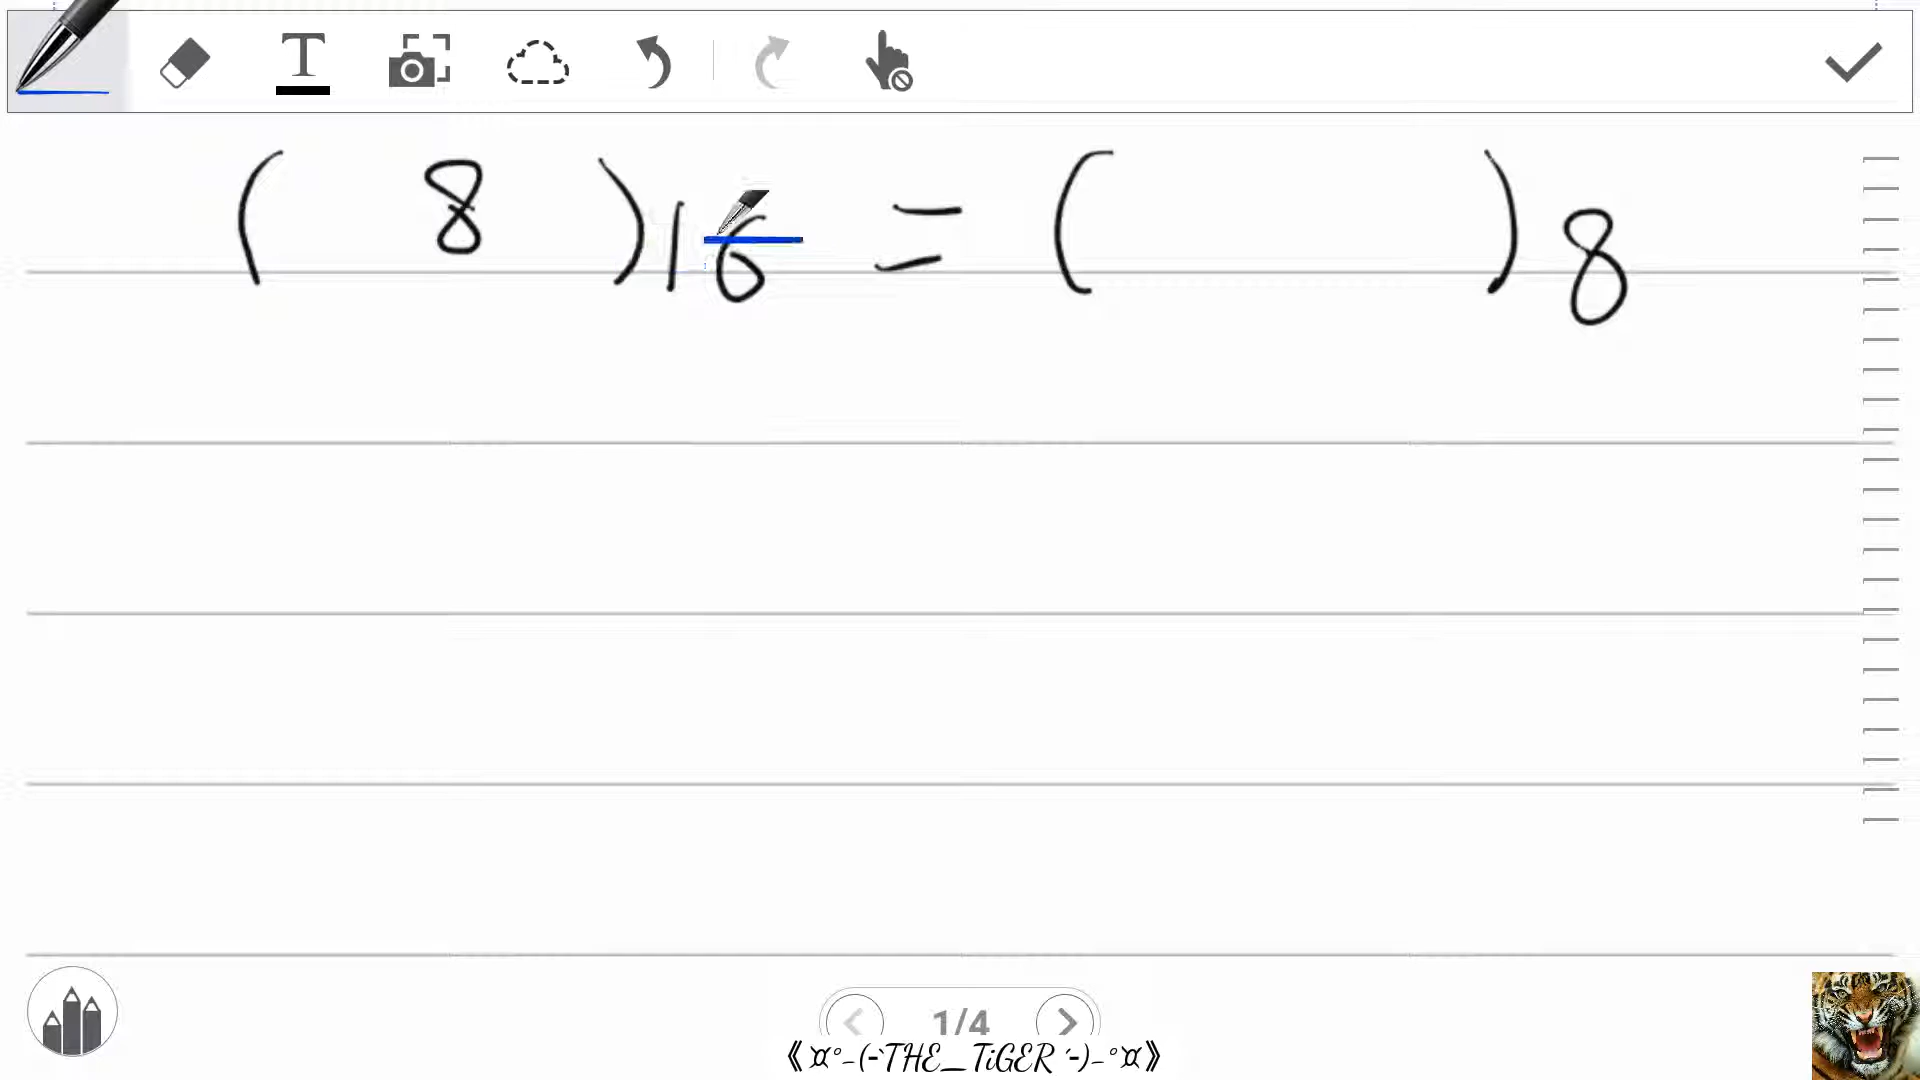 T
( 8 )16 = ( )8
1/4
《¤°-(-`THE_TiGER´-)-°¤》